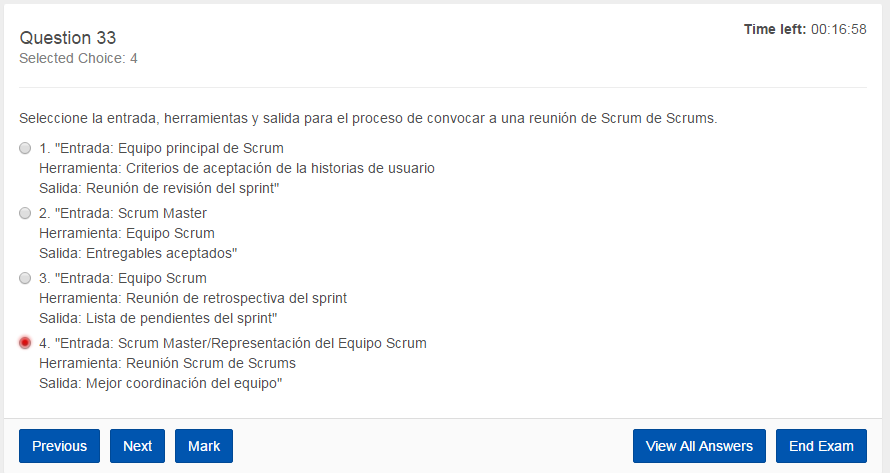 Question 33
Time left: 00:16:58
Selected Choice: 4
Seleccione la entrada, herramientas y salida para el proceso de convocar a una reunión de Scrum de Scrums.
1. "Entrada: Equipo principal de Scrum
Herramienta: Criterios de aceptación de la historias de usuario
Salida: Reunión de revisión del sprint"
2. "Entrada: Scrum Master
Herramienta: Equipo Scrum
Salida: Entregables aceptados"
3. "Entrada: Equipo Scrum
Herramienta: Reunión de retrospectiva del sprint
Salida: Lista de pendientes del sprint"
4. "Entrada: Scrum Master/Representación del Equipo Scrum
Herramienta: Reunión Scrum de Scrums
Salida: Mejor coordinación del equipo"
Previous Next Mark View All Answers End Exam